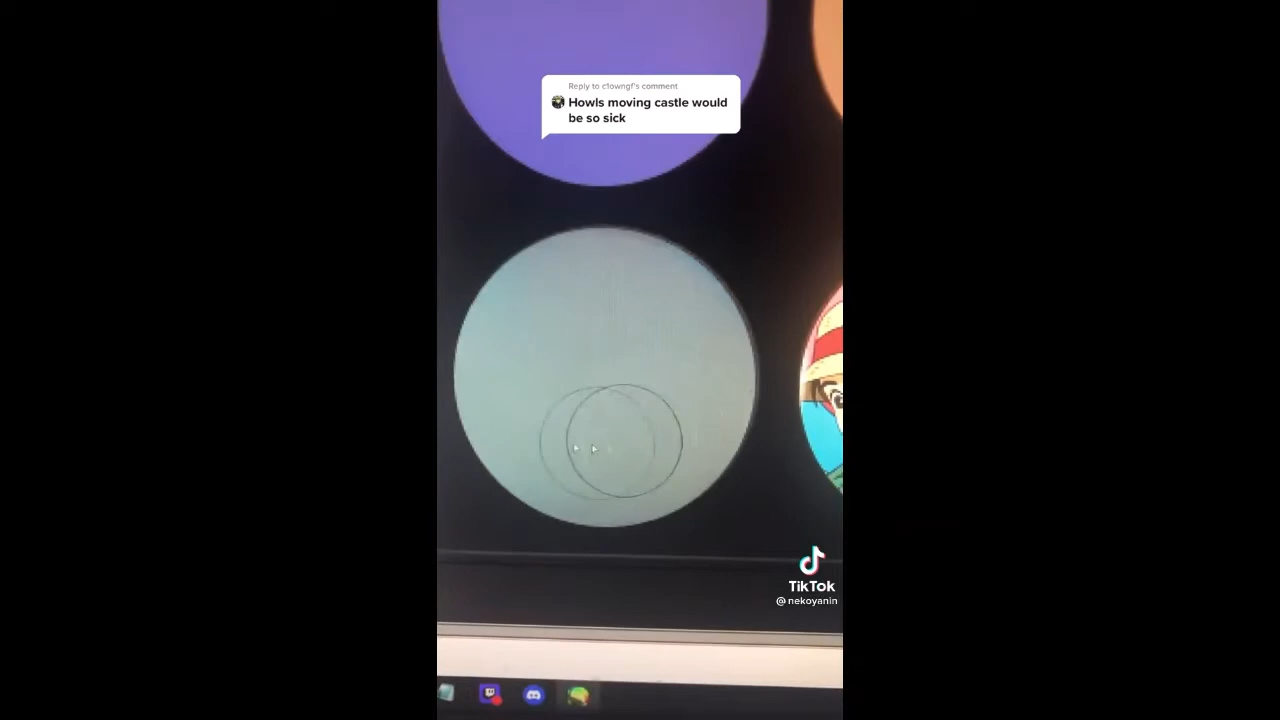 Reply to c1owngf's comment
Howls moving castle would
be so sick
TikTok
@nekoyanin